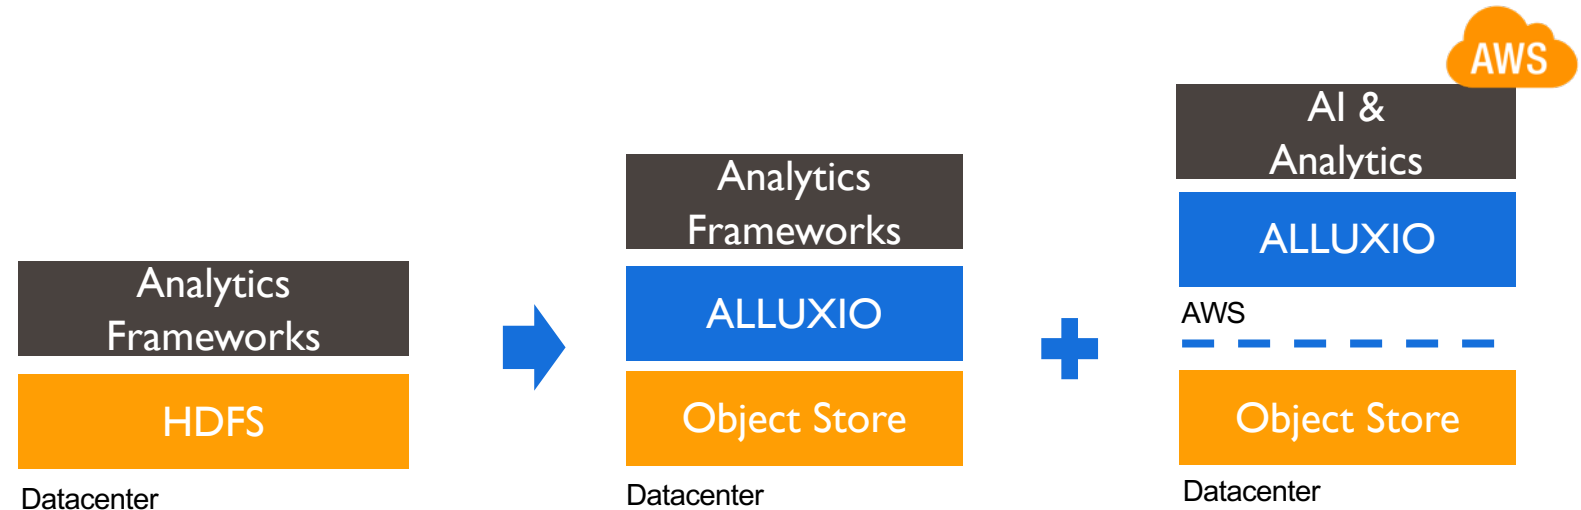 Analytics
Frameworks
HDFS
Datacenter
Analytics
Frameworks
ALLUXIO
Object Store
Datacenter
AWS
AI &
Analytics
ALLUXIO
AWS
Object Store
Datacenter